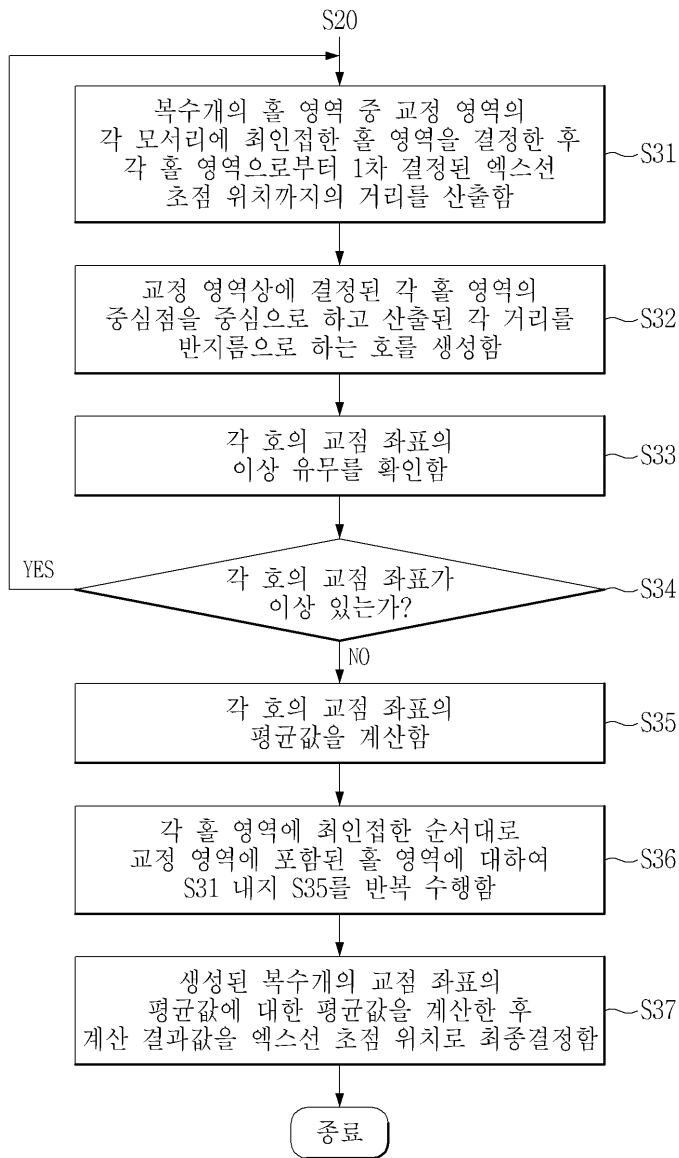 S20
복수개의 홀 영역 중 교정 영역의
각 모서리에 최인접한 홀 영역을 결정한 후
각 홀 영역으로부터 1차 결정된 엑스선
초점 위치까지의 거리를 산출함
S31
교정 영역상에 결정된 각 홀 영역의
중심점을 중심으로 하고 산출된 각 거리를
반지름으로 하는 호를 생성함
S32
각 호의 교점 좌표의
이상 유무를 확인함
S33
YES
각 호의 교점 좌표가
이상 있는가?
S34
NO
각 호의 교점 좌표의
평균값을 계산함
S35
각 홀 영역에 최인접한 순서대로
교정 영역에 포함된 홀 영역에 대하여
S31 내지 S35를 반복 수행함
S36
생성된 복수개의 교점 좌표의
평균값에 대한 평균값을 계산한 후
계산 결과값을 엑스선 초점 위치로 최종결정함
S37
종료